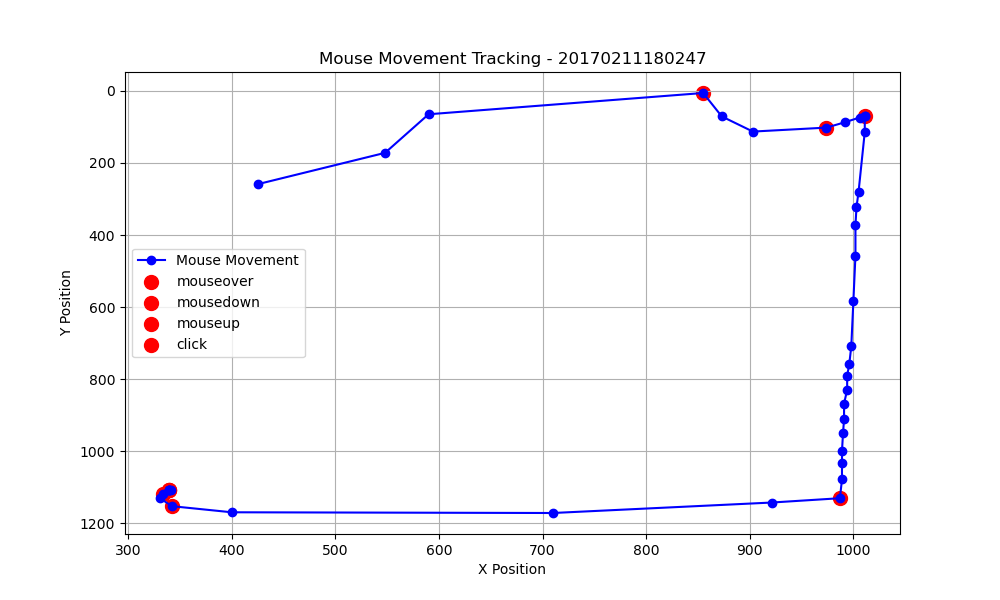 Mouse Movement Tracking - 20170211180247
0
200
400
600
800
1000
1200
Y Position
Mouse Movement
mouseover
mousedown
mouseup
click
300
400
500
600
700
800
900
1000
X Position